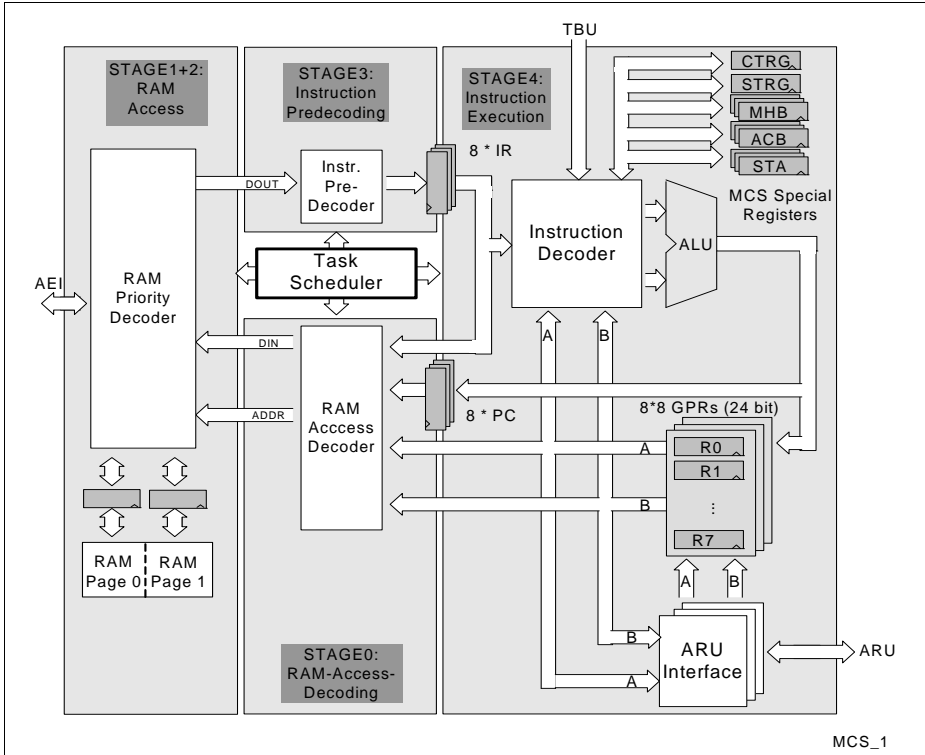 TBU
STAGE1+2:
RAM
Access
STAGE3:
Instruction
Predecoding
STAGE4:
Instruction
Execution
CTRG
STRG
MHB
ACB
STA
MCS Special
Registers
8 * IR
DOUT
Instr.
Pre-
Decoder
Instruction
Decoder
ALU
Task
Scheduler
AEI
RAM
Priority
Decoder
DIN
ADDR
RAM
Acccess
Decoder
8 * PC
A
B
8*8 GPRs (24 bit)
A
R0
R1
B
...
R7
RAM
Page 0
RAM
Page 1
A
B
STAGE0:
RAM-Access-
Decoding
B
A
ARU
Interface
ARU
MCS_1